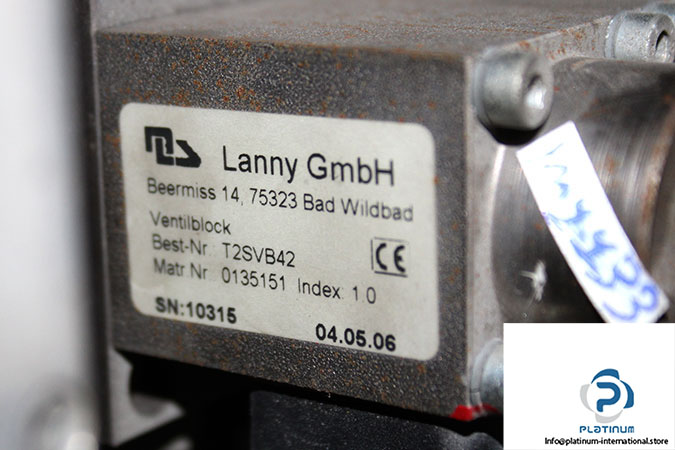 Lanny GmbH
Beermiss 14, 75323 Bad Wildbad
Ventilblock
Best-Nr. T2SVB42
CE
Matr.Nr. 0135151 Index: 1.0
SN:10315
04.05.06
PLATINUM
Info@platinum-international.store